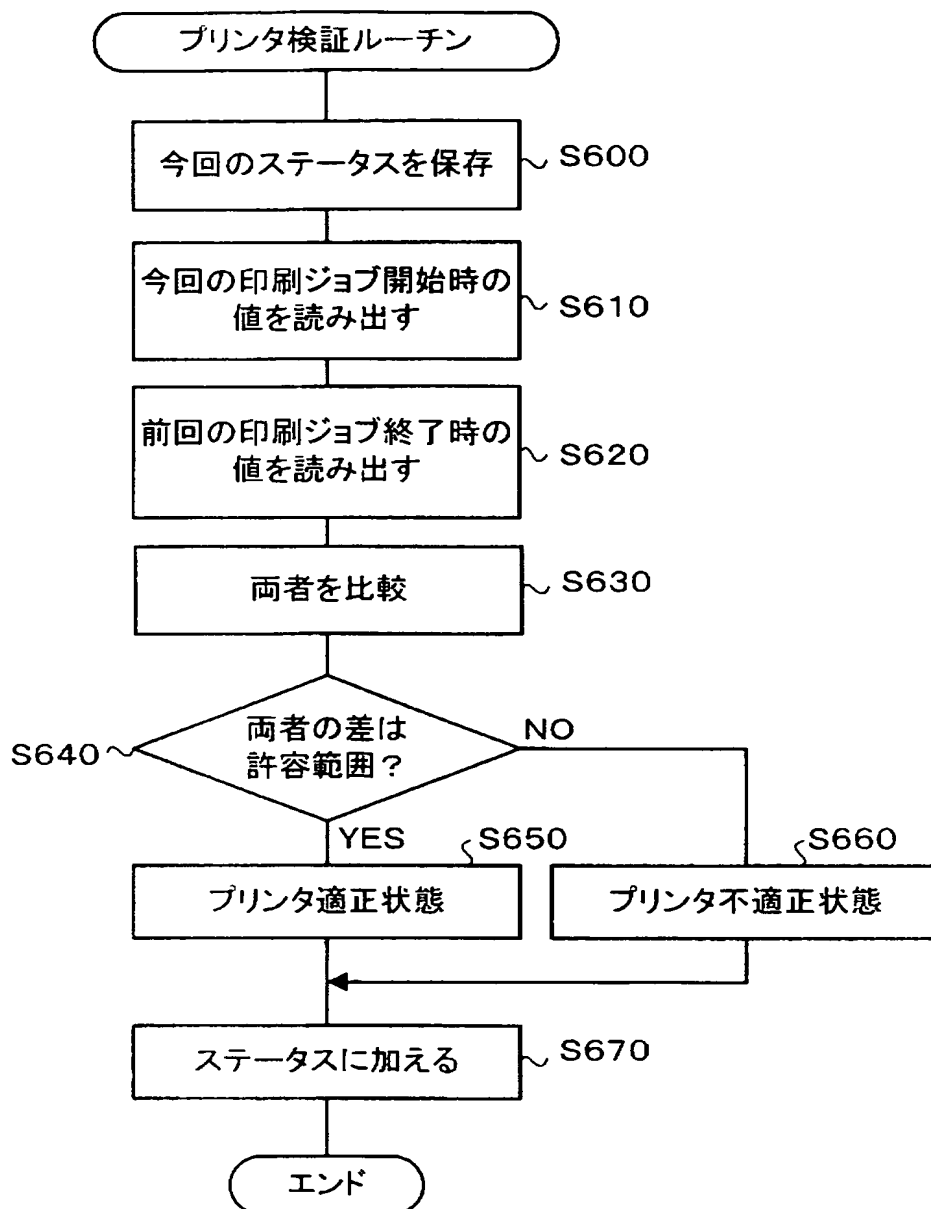 プリンタ検証ルーチン
今回のステータスを保存
S600
今回の印刷ジョブ開始時の
値を読み出す
S610
前回の印刷ジョブ終了時の
値を読み出す
S620
両者を比較
S630
両者の差は
許容範囲？
S640
NO
YES
S650
プリンタ適正状態
S660
プリンタ不適正状態
ステータスに加える
S670
エンド